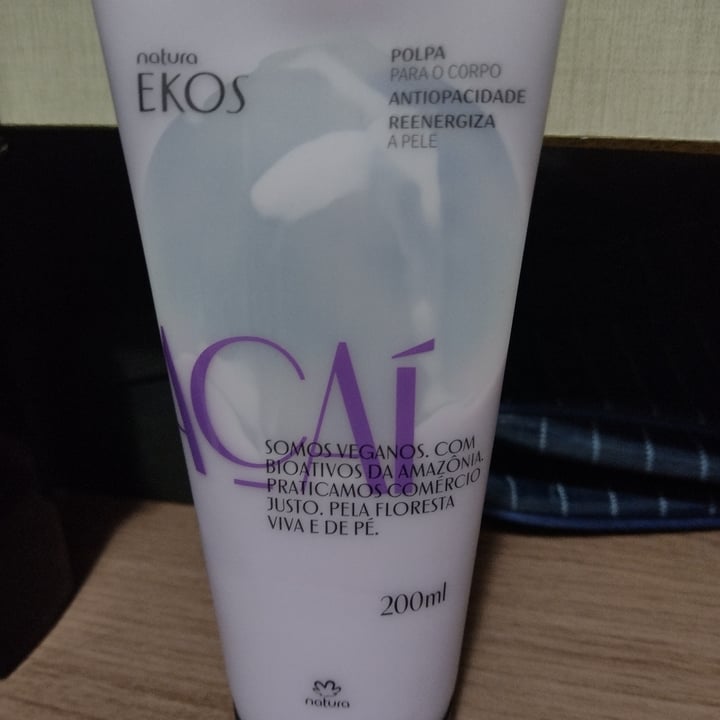 natura
EKOS
POLPA
PARA O CORPO
ANTIOPACIDADE
REENERGIZA
A PELE
AÇAÍ
SOMOS VEGANOS. COM
BIOATIVOS DA AMAZÔNIA.
PRATICAMOS COMÉRCIO
JUSTO. PELA FLORESTA
VIVA E DE PÉ.
200ml
natura